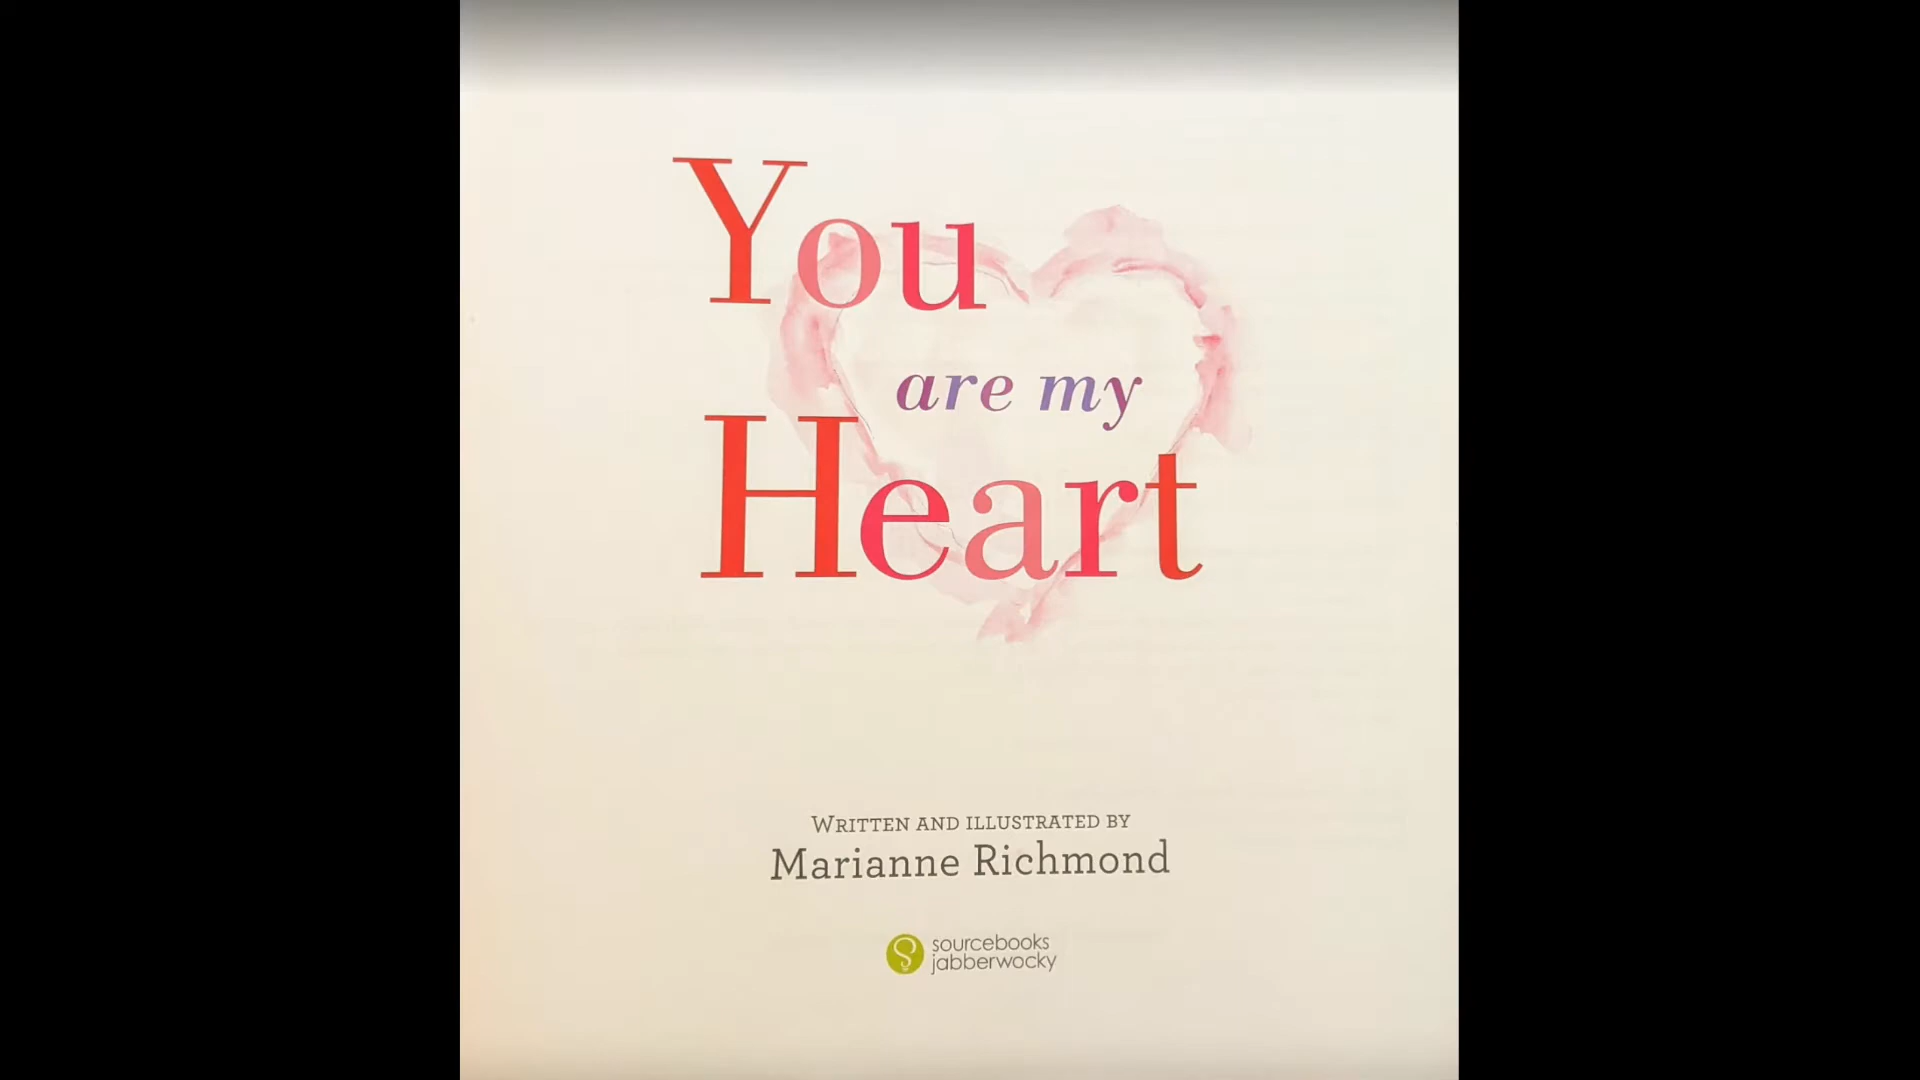 You
are my
Heart
WRITTEN AND ILLUSTRATED BY
Marianne Richmond
sourcebooks
jabberwocky